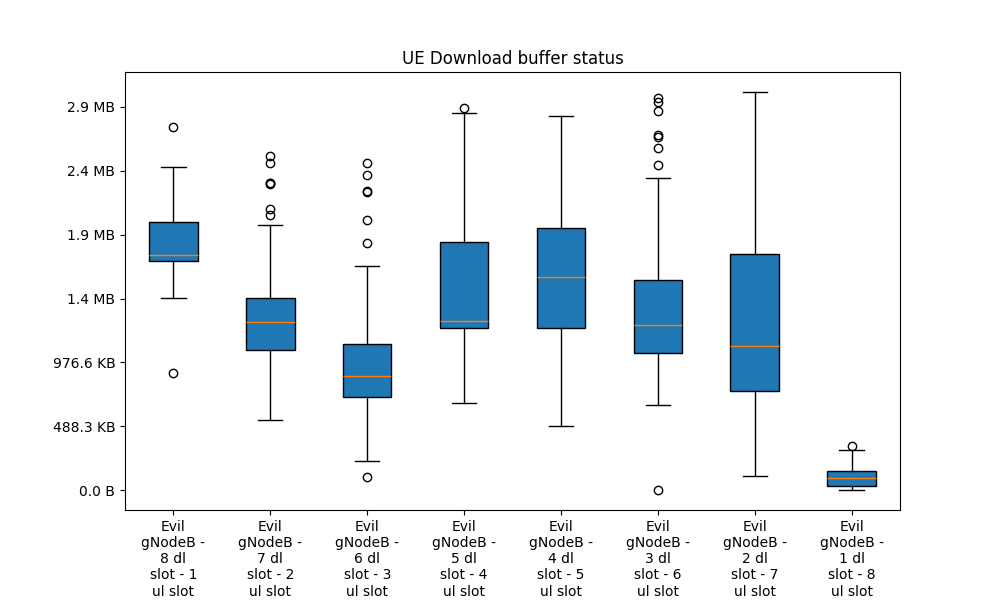 UE Download buffer status
2.9 MB
2.4 MB
1.9 MB
1.4 MB
976.6 KB
488.3 KB
0.0 B
Evil
gNodeB -
8 dl
slot - 1
ul slot
Evil
gNodeB -
7 dl
slot - 2
ul slot
Evil
gNodeB -
6 dl
slot - 3
ul slot
Evil
gNodeB -
5 dl
slot - 4
ul slot
Evil
gNodeB -
4 dl
slot - 5
ul slot
Evil
gNodeB -
3 dl
slot - 6
ul slot
Evil
gNodeB -
2 dl
slot - 7
ul slot
Evil
gNodeB -
1 dl
slot - 8
ul slot